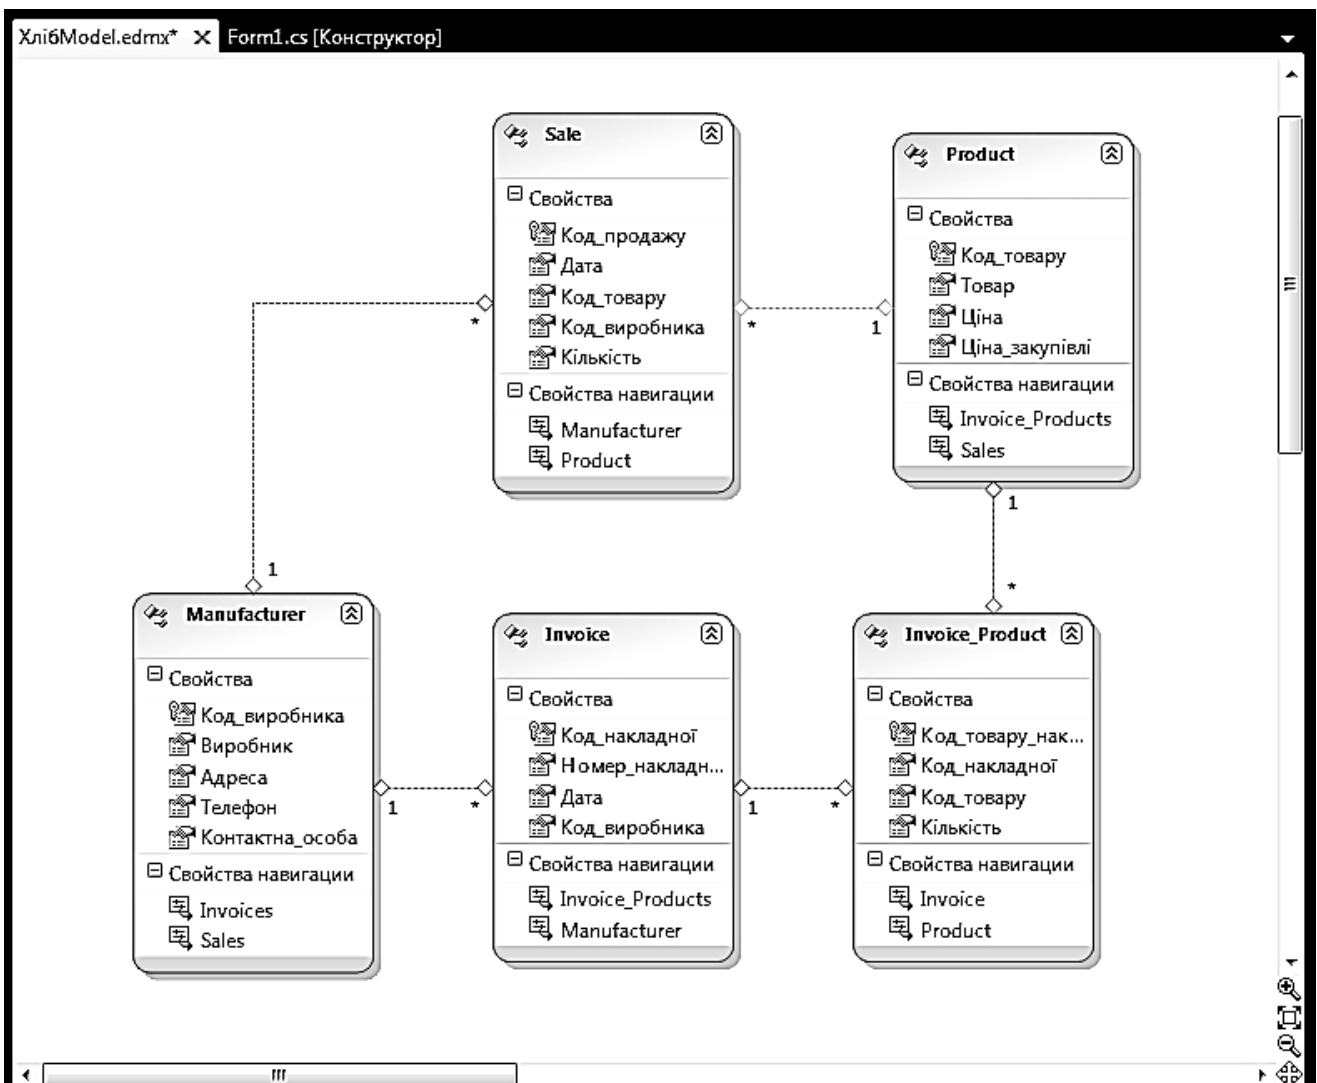 ХлібModel.edmx* Form1.cs [Конструктор]
Sale
Свойства
Код_продажу
Дата
Код_товару
Код_виробника
Кількість
Свойства навигации
Manufacturer
Product
Product
Свойства
Код_товару
Товар
Ціна
Ціна_закупівлі
Свойства навигации
Invoice_Products
Sales
*
*
1
1
*
1
Manufacturer
Свойства
Код_виробника
Виробник
Адреса
Телефон
Контактна_особа
Свойства навигации
Invoices
Sales
1
*
Invoice
Свойства
Код_накладної
Номер_накладн...
Дата
Код_виробника
Свойства навигации
Invoice_Products
Manufacturer
1
*
Invoice_Product
Свойства
Код_товару_нак...
Код_накладної
Код_товару
Кількість
Свойства навигации
Invoice
Product